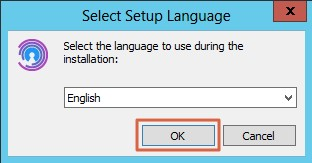 Select Setup Language
x
Select the language to use during the
installation:
English
OK
Cancel